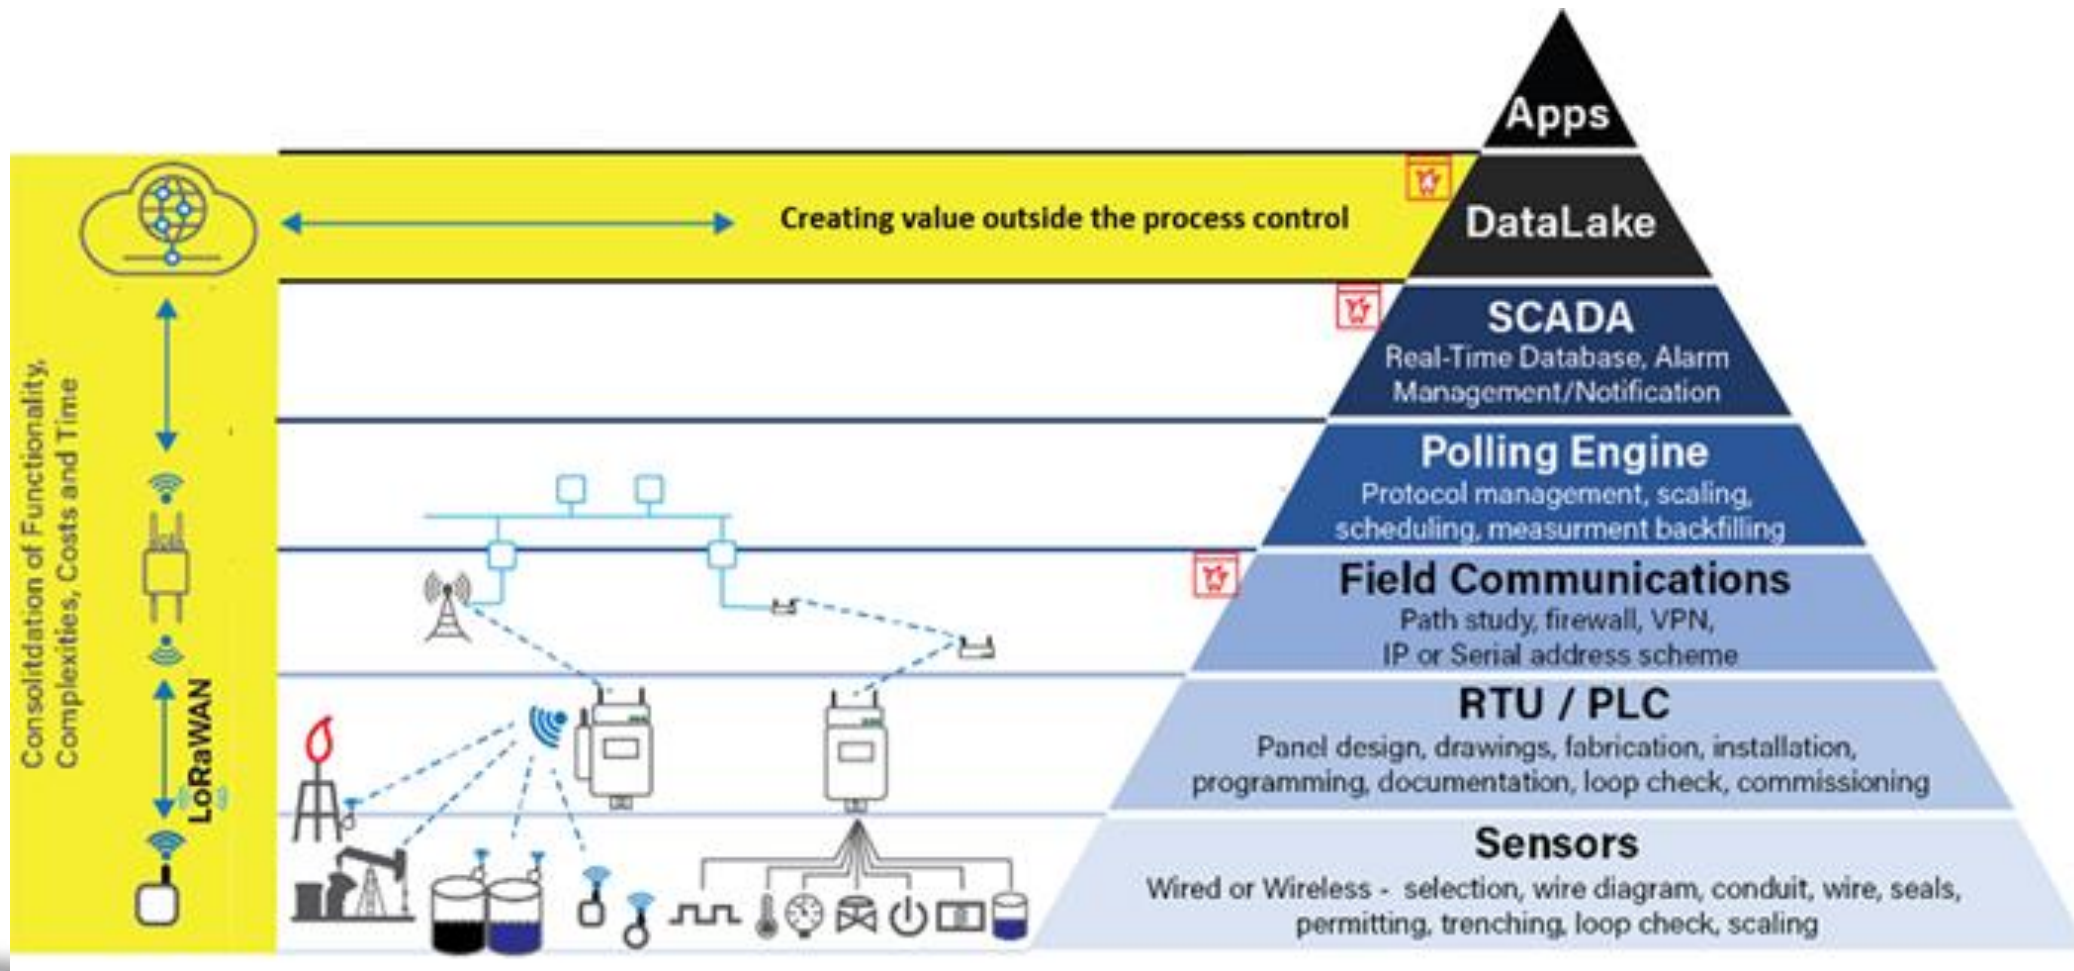 Apps
DataLake
Creating value outside the process control
SCADA
Real-Time Database, Alarm
Management/Notification
Polling Engine
Protocol management, scaling,
scheduling, measurment backfilling
Field Communications
Path study, firewall, VPN,
IP or Serial address scheme
RTU / PLC
Panel design, drawings, fabrication, installation,
programming, documentation, loop check, commissioning
Sensors
Wired or Wireless - selection, wire diagram, conduit, wire, seals,
permitting, trenching, loop check, scaling
Consolitdation of Functionality,
Complexities, Costs and Time
LoRaWAN